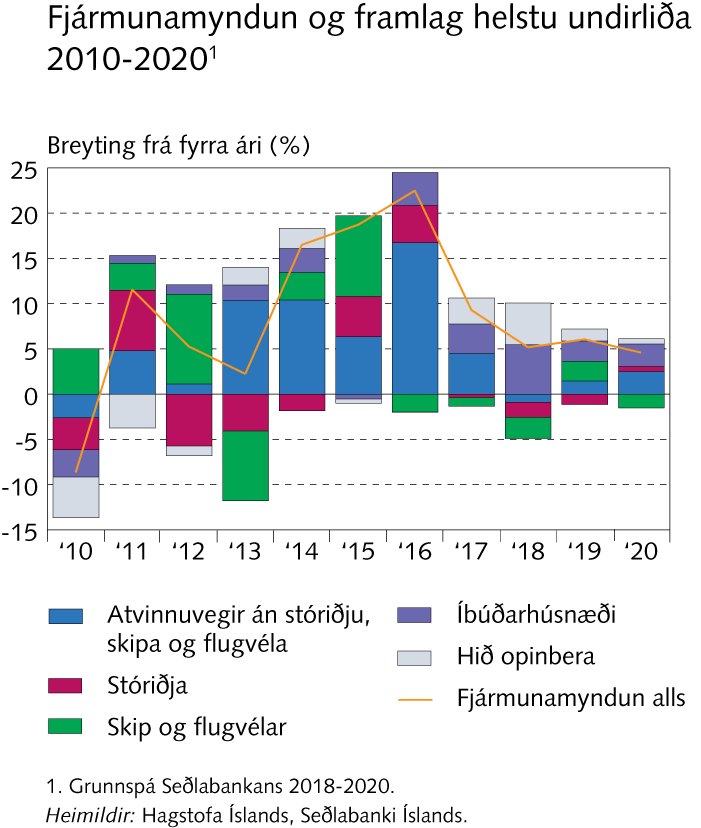 Fjármunamyndun og framlag helstu undirliða
2010-2020¹
Breyting frá fyrra ári (%)
25
20
15
10
5
0
-5
-10
-15
‘10 ‘11 ‘12 ‘13 ‘14 ‘15 ‘16 ‘17 ‘18 ‘19 ‘20
Atvinnuvegir án stóriðju,
skipa og flugvéla
Stóriðja
Skip og flugvélar
Íbúðarhúsnæði
Hið opinbera
Fjármunamyndun alls
1. Grunnspá Seðlabankans 2018-2020.
Heimildir: Hagstofa Íslands, Seðlabanki Íslands.